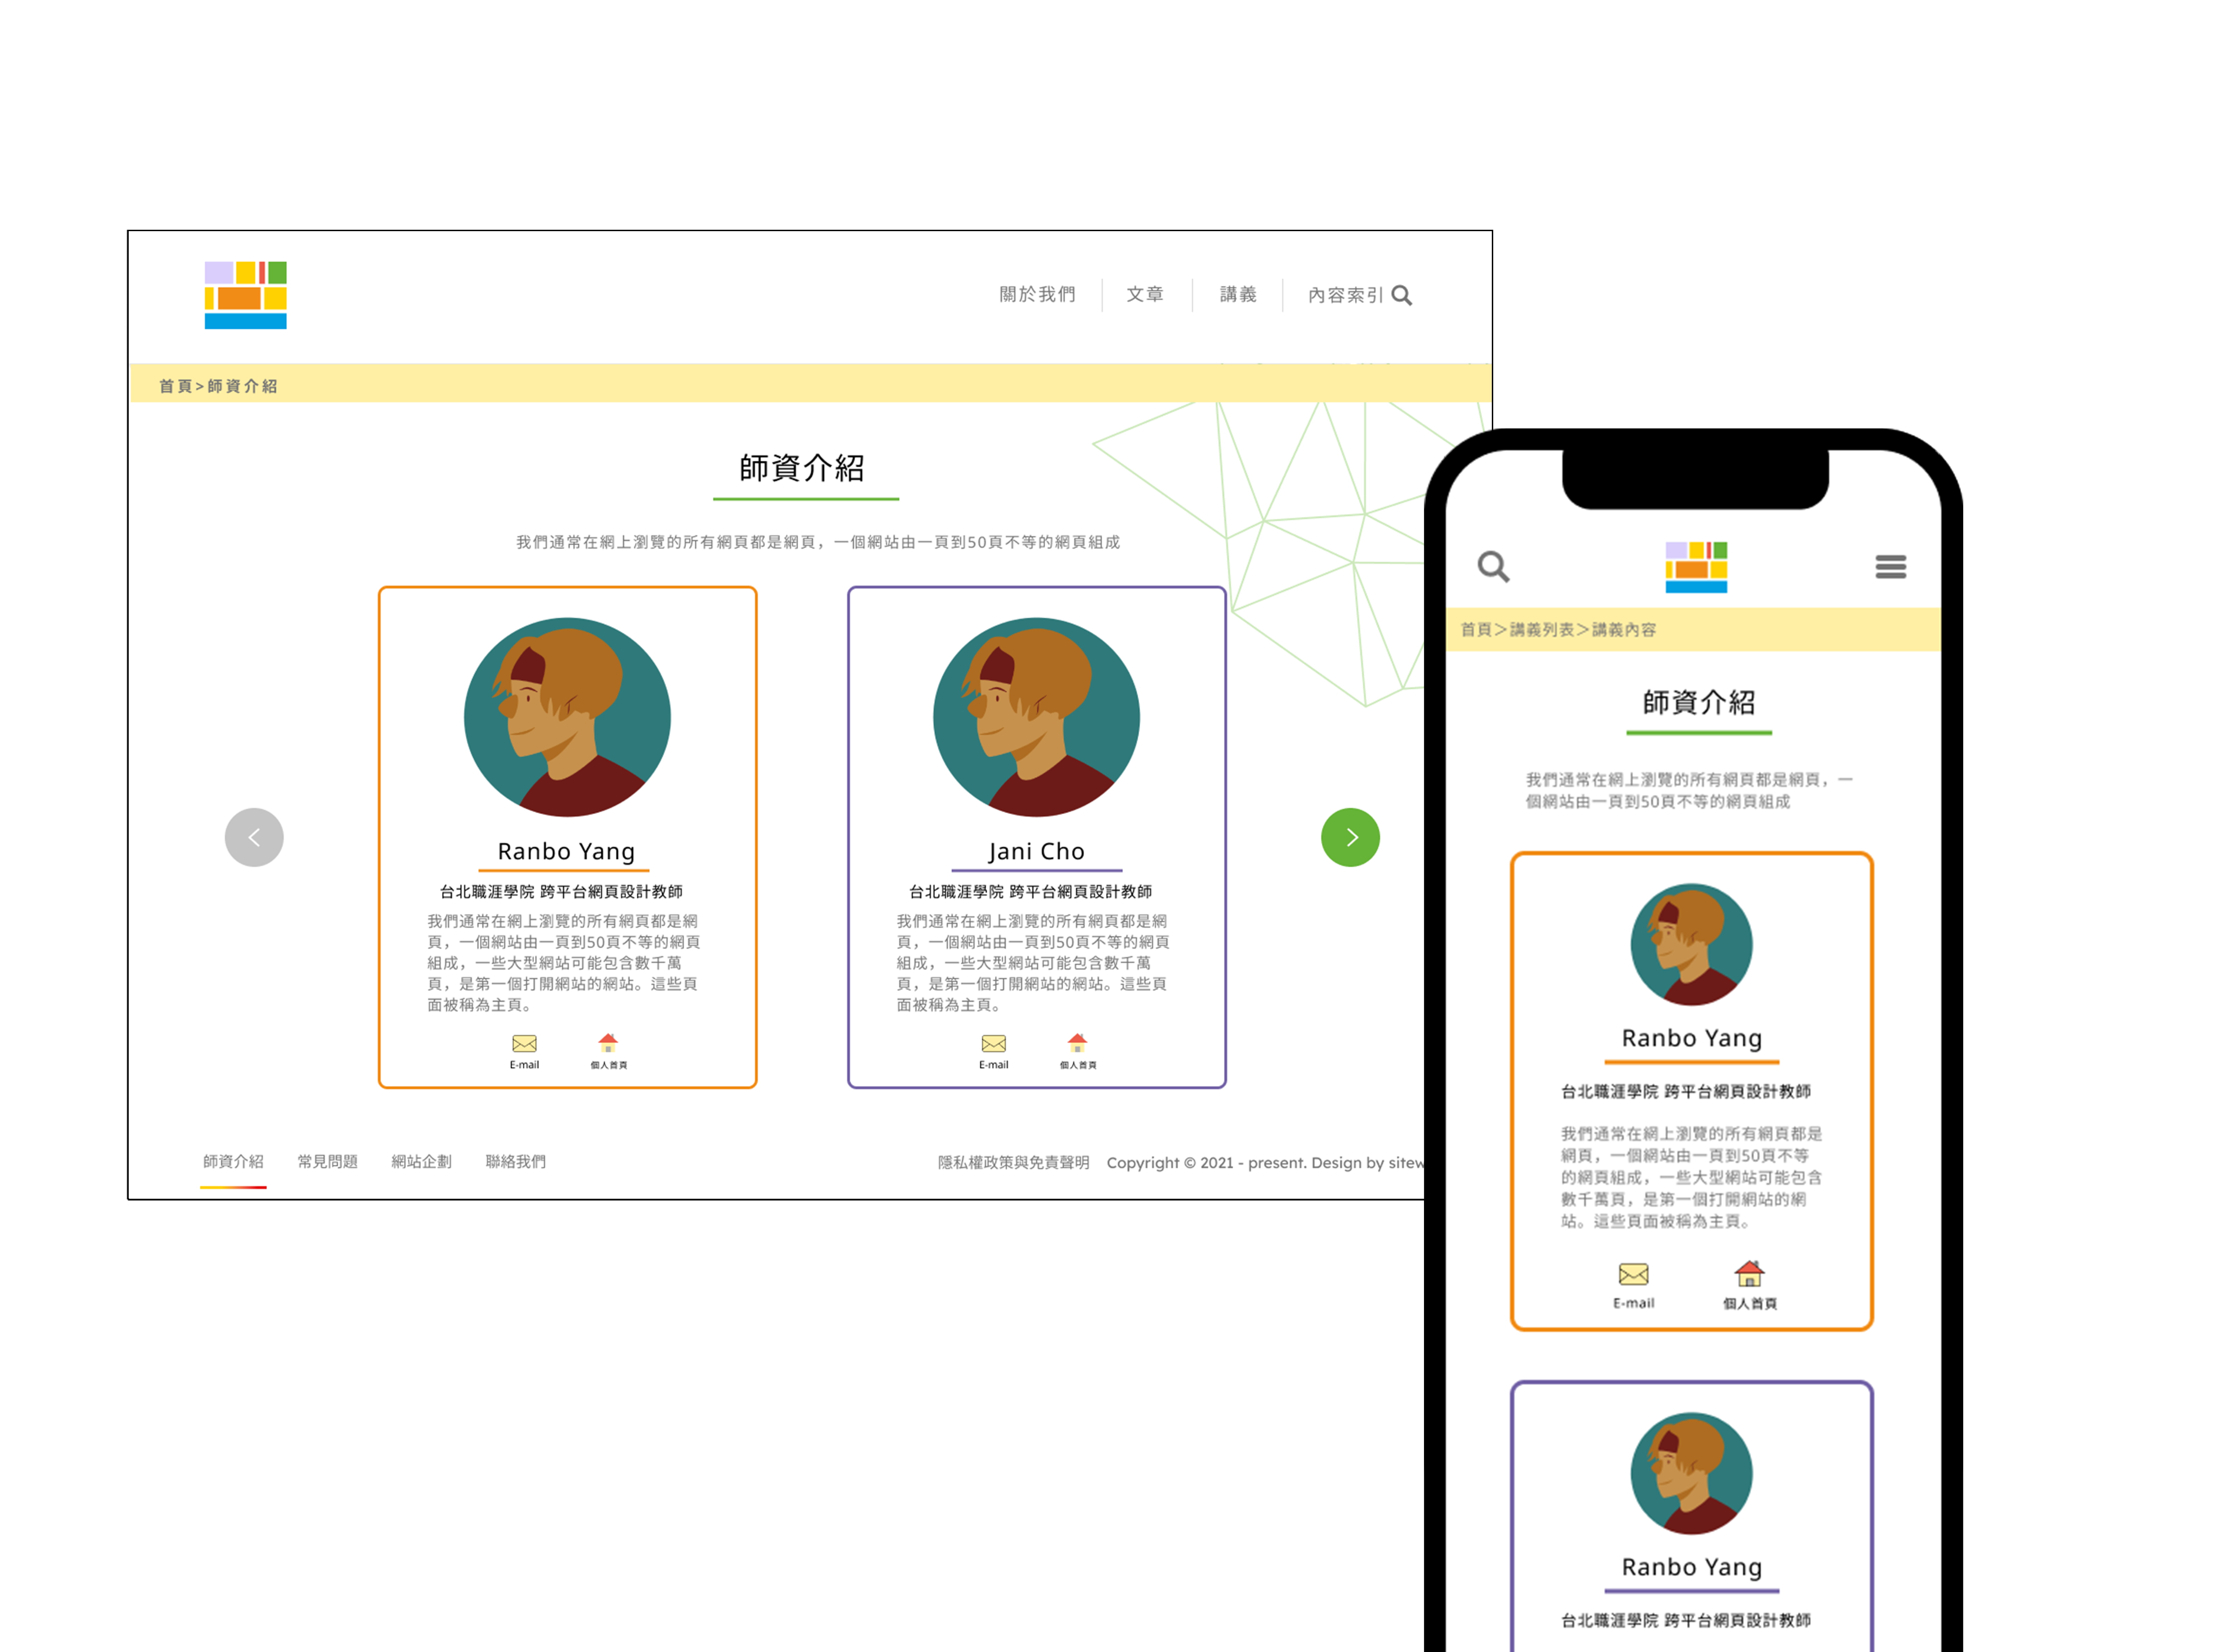 關於我們
文章
講義
內容索引
首頁>師資介紹
師資介紹
我們通常在網上瀏覽的所有網頁都是網頁，一個網站由一頁到50頁不等的網頁組成
Ranbo Yang
台北職涯學院 跨平台網頁設計教師
我們通常在網上瀏覽的所有網頁都是網
頁，一個網站由一頁到50頁不等的網頁
組成，一些大型網站可能包含數千萬
頁，是第一個打開網站的網站。這些頁
面被稱為主頁。
E-mail
個人首頁
Jani Cho
台北職涯學院 跨平台網頁設計教師
我們通常在網上瀏覽的所有網頁都是網
頁，一個網站由一頁到50頁不等的網頁
組成，一些大型網站可能包含數千萬
頁，是第一個打開網站的網站。這些頁
面被稱為主頁。
E-mail
個人首頁
師資介紹
常見問題
網站企劃
聯絡我們
隱私權政策與免責聲明
Copyright © 2021 - present. Design by sitew
首頁＞講義列表＞講義內容
師資介紹
我們通常在網上瀏覽的所有網頁都是網頁，一
個網站由一頁到50頁不等的網頁組成
Ranbo Yang
台北職涯學院 跨平台網頁設計教師
我們通常在網上瀏覽的所有網頁都是
網頁，一個網站由一頁到50頁不等
的網頁組成，一些大型網站可能包含
數千萬頁，是第一個打開網站的網
站。這些頁面被稱為主頁。
E-mail
個人首頁
Ranbo Yang
台北職涯學院 跨平台網頁設計教師